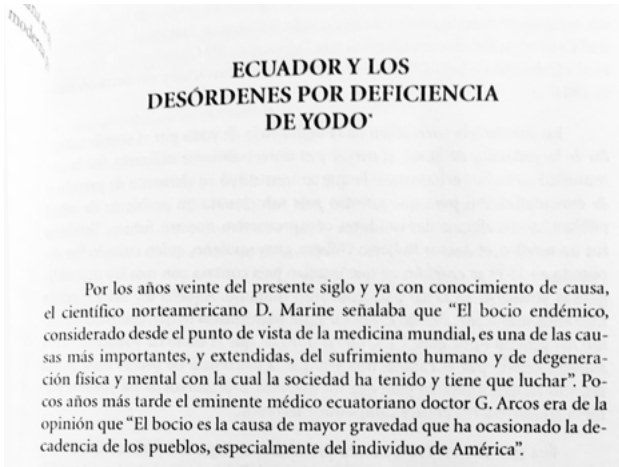 ECUADOR Y LOS
DESÓRDENES POR DEFICIENCIA
DE YODO*
Por los años veinte del presente siglo y ya con conocimiento de causa,
el científico norteamericano D. Marine señalaba que “El bocio endémico,
considerado desde el punto de vista de la medicina mundial, es una de las cau-
sas más importantes, y extendidas, del sufrimiento humano y de degenera-
ción física y mental con la cual la sociedad ha tenido y tiene que luchar”. Po-
cos años más tarde el eminente médico ecuatoriano doctor G. Arcos era de la
opinión que “El bocio es la causa de mayor gravedad que ha ocasionado la de-
cadencia de los pueblos, especialmente del individuo de América”.